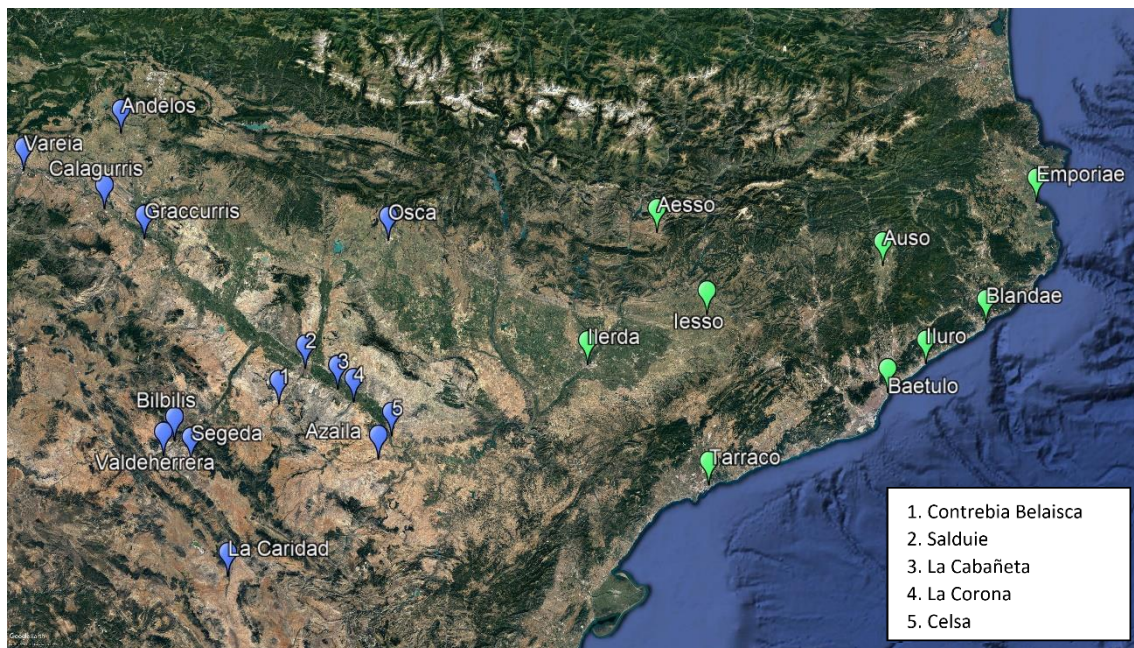 Andelos
Vareia
Calagurris
Graccurris
Osca
Aesso
Emporiae
Auso
Iesso
Blandae
Ilerda
Iluro
Baetulo
2
3
1
4
5
Bilbilis
Segeda
Azaila
Valdeherrera
Tarraco
La Caridad
1. Contrebia Belaisca
2. Salduie
3. La Cabañeta
4. La Corona
5. Celsa